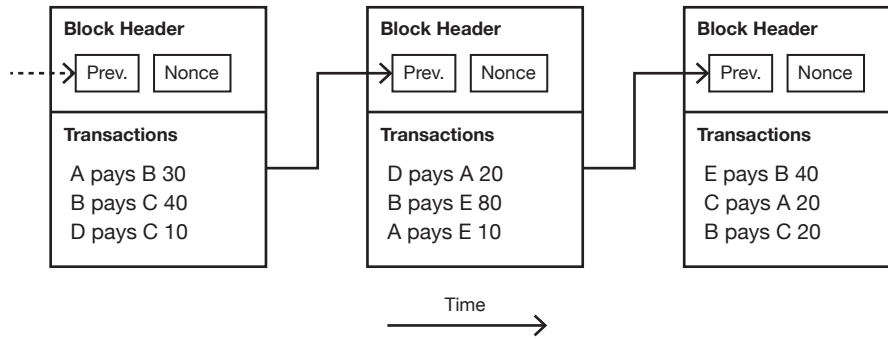 Block Header
Prev. Nonce
Transactions
A pays B 30
B pays C 40
D pays C 10
Block Header
Prev. Nonce
Transactions
D pays A 20
B pays E 80
A pays E 10
Block Header
Prev. Nonce
Transactions
E pays B 40
C pays A 20
B pays C 20
Time